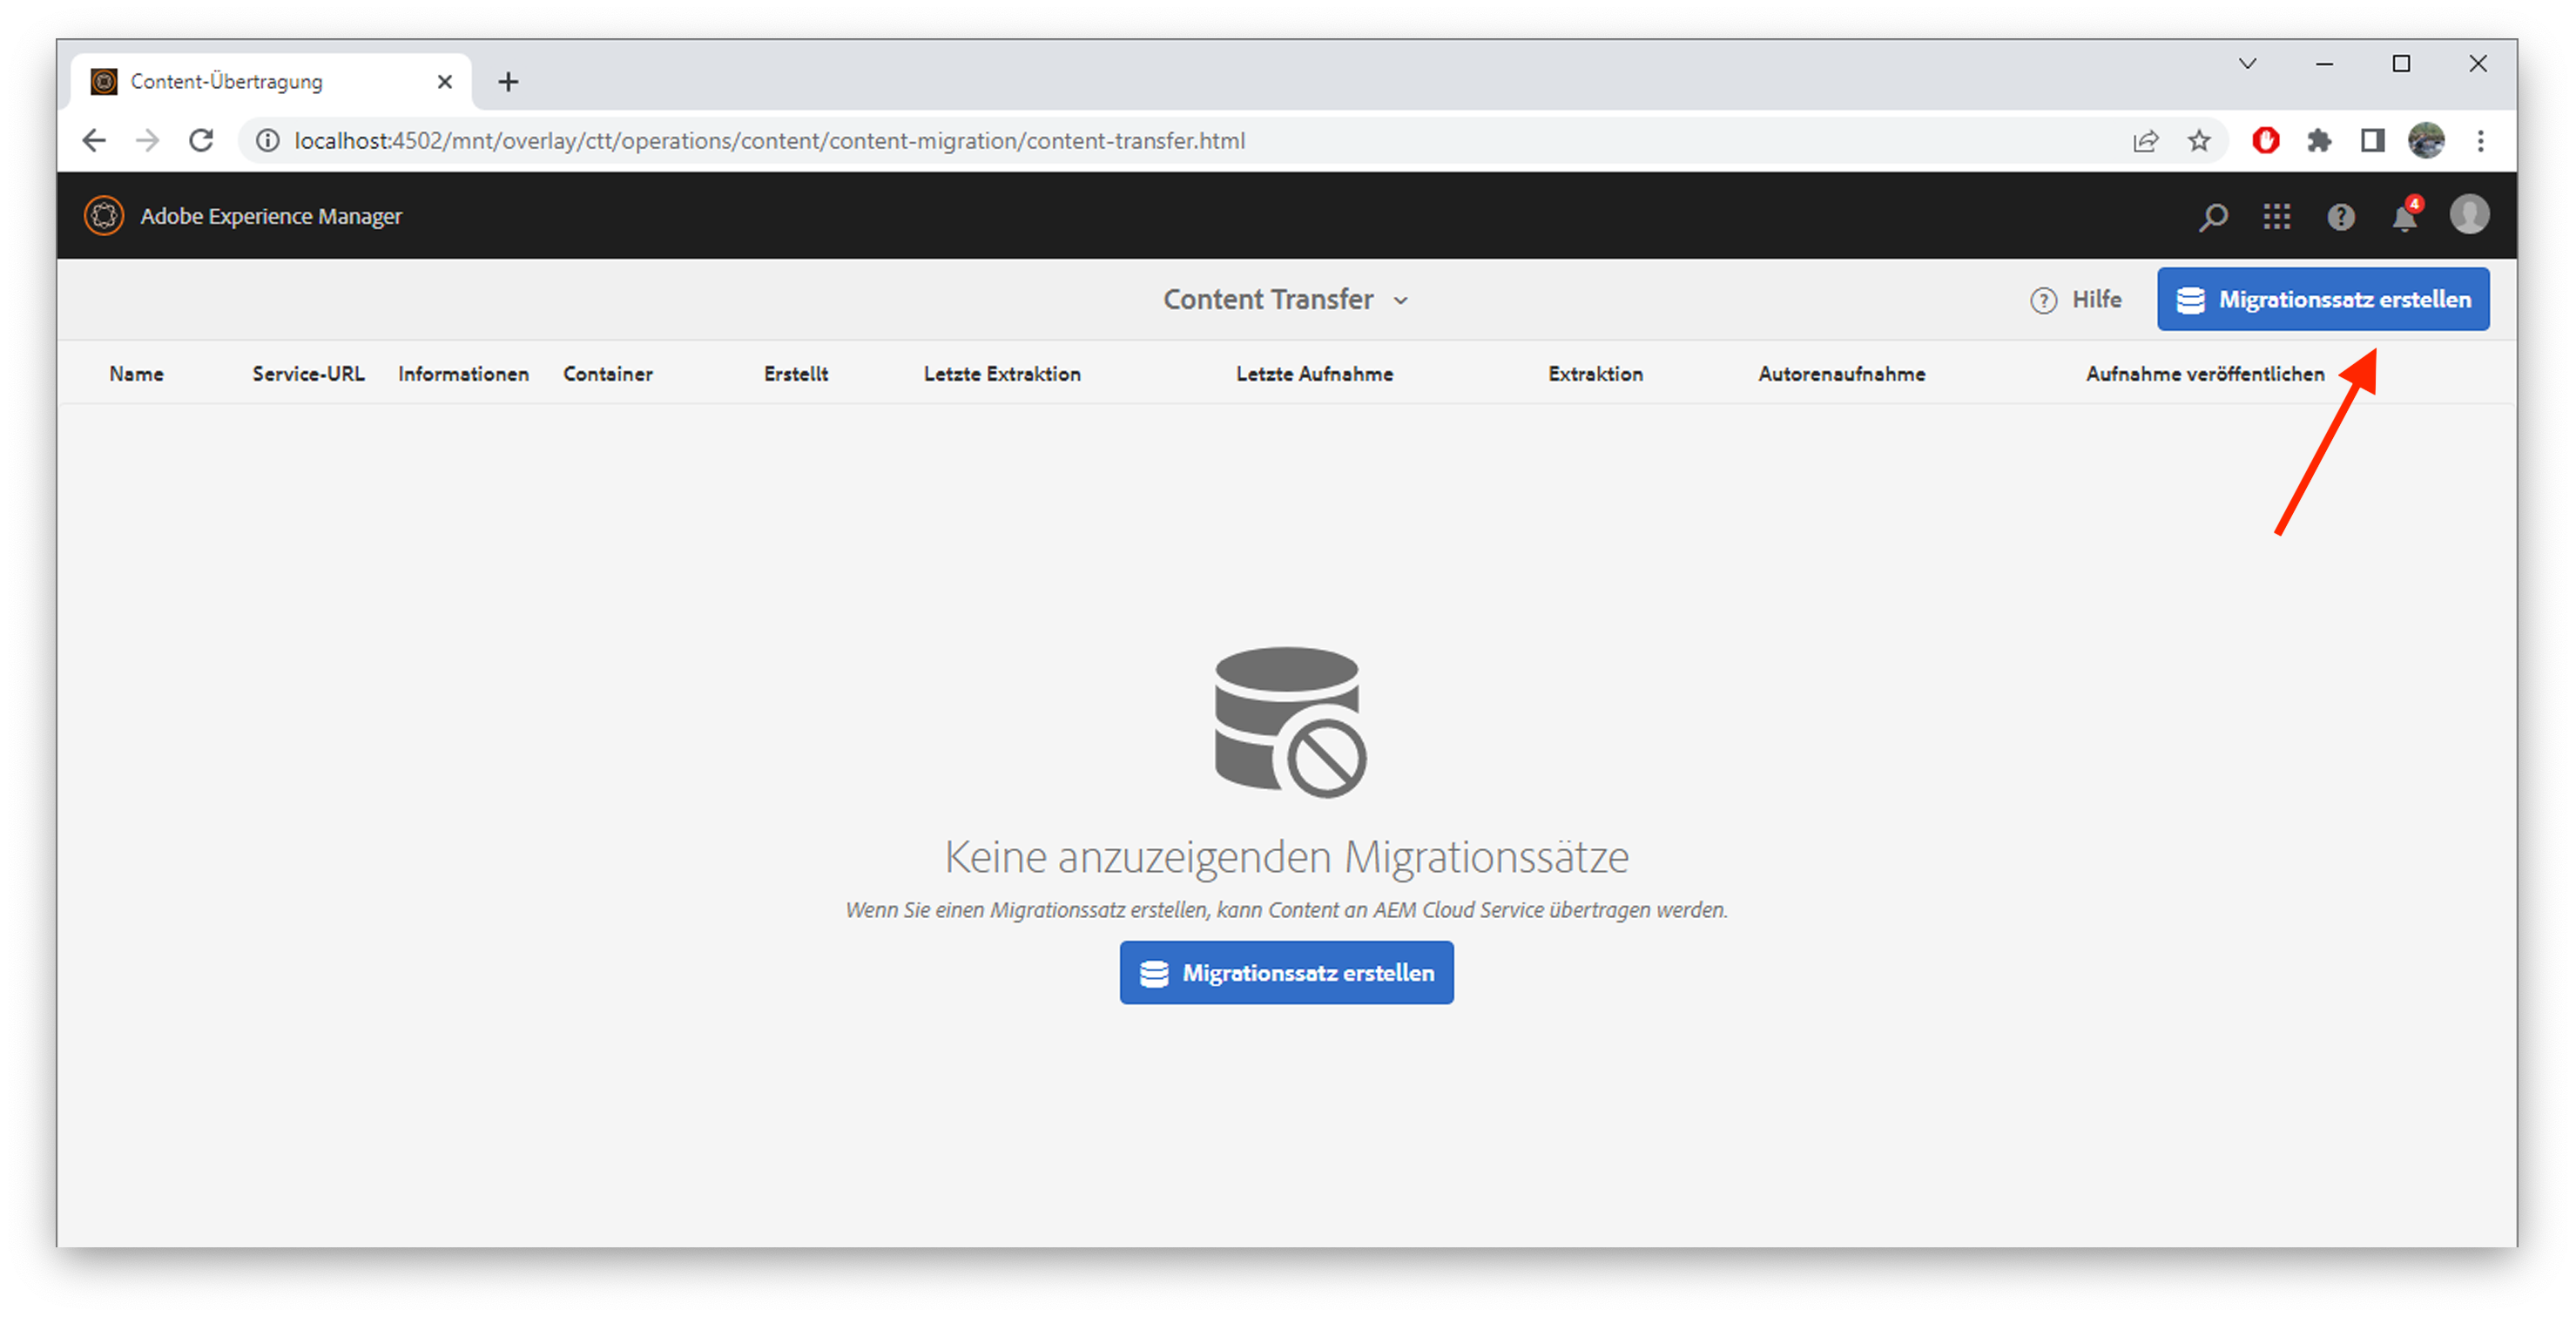 Content-Übertragung
localhost:4502/mnt/overlay/ctt/operations/content/content-migration/content-transfer.html
Adobe Experience Manager
4
Content Transfer
Hilfe
Migrationssatz erstellen
Name Service-URL Informationen Container Erstellt Letzte Extraktion Letzte Aufnahme Extraktion Autorenaufnahme Aufnahme veröffentlichen
Keine anzuzeigenden Migrationssätze
Wenn Sie einen Migrationssatz erstellen, kann Content an AEM Cloud Service übertragen werden.
Migrationssatz erstellen